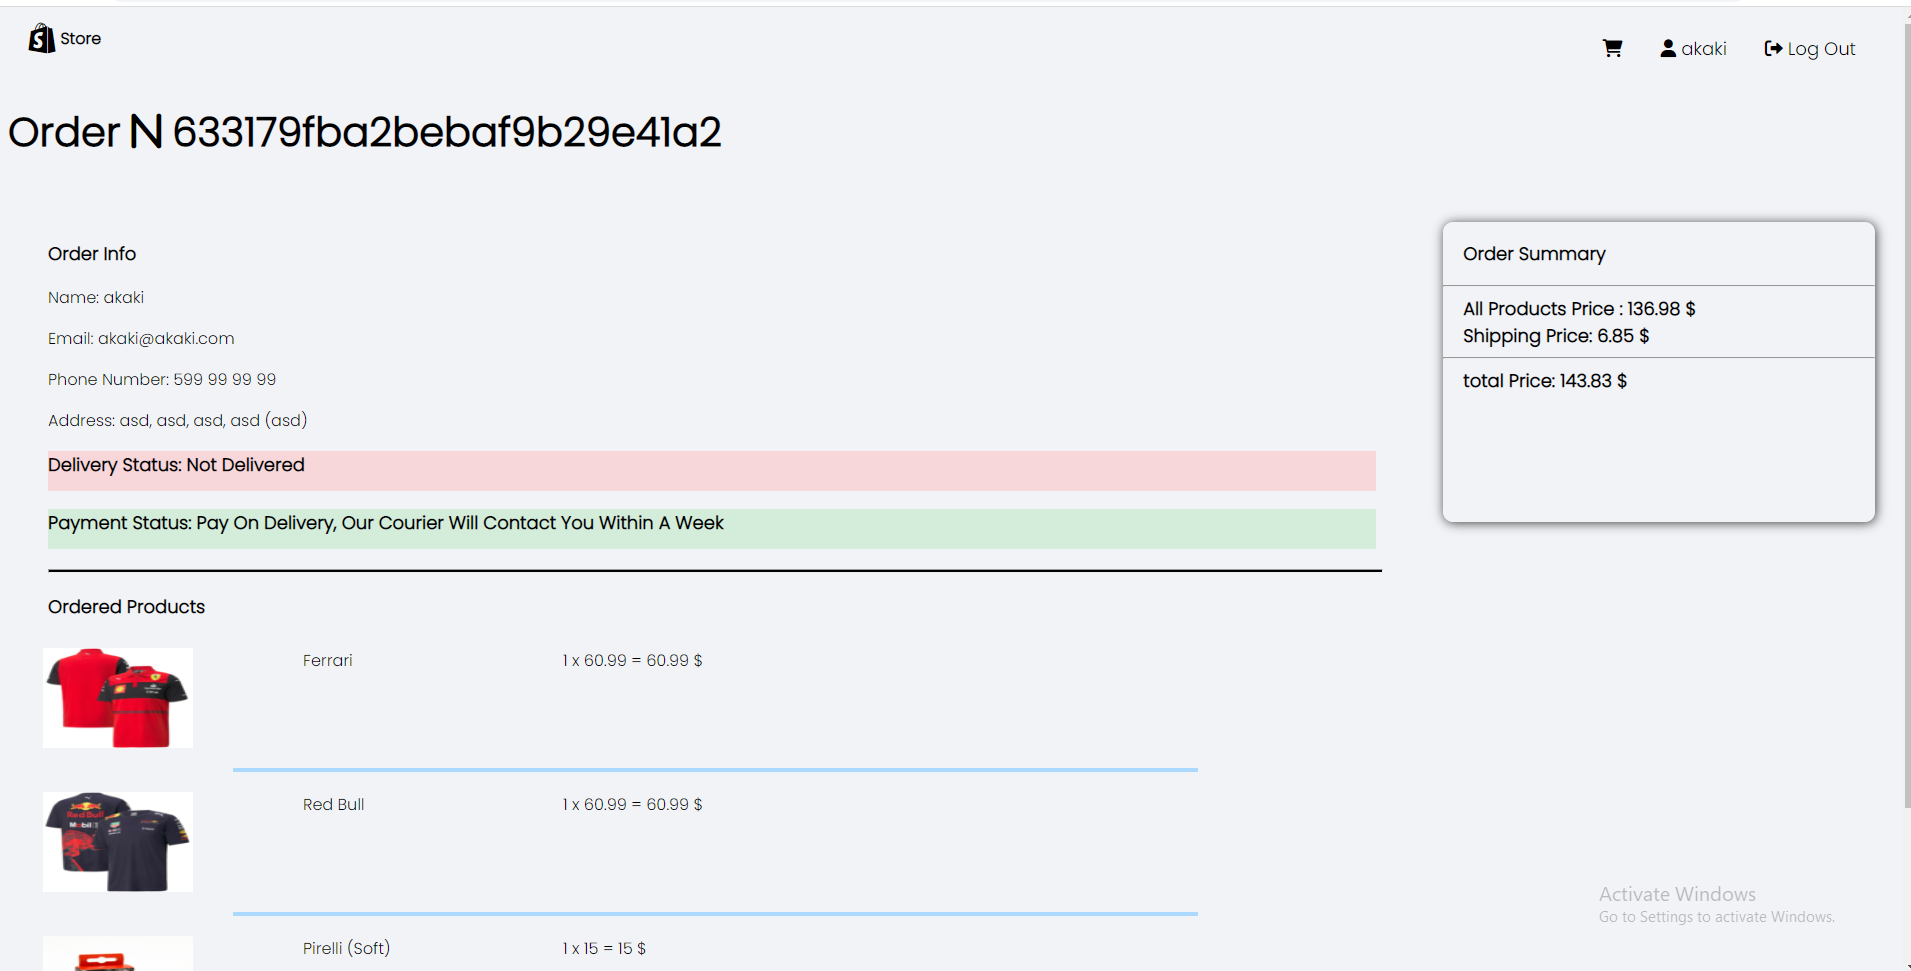 Store
akaki
Log Out
Order N 633179fba2bebaf9b29e41a2
Order Info
Name: akaki
Email: akaki@akaki.com
Phone Number: 599 99 99 99
Address: asd, asd, asd, asd (asd)
Delivery Status: Not Delivered
Payment Status: Pay On Delivery, Our Courier Will Contact You Within A Week
Order Summary
All Products Price : 136.98 $
Shipping Price: 6.85 $
total Price: 143.83 $
Ordered Products
Ferrari
1 x 60.99 = 60.99 $
Red Bull
Mobil 1
Red Bull
1 x 60.99 = 60.99 $
Pirelli (Soft)
1 x 15 = 15 $
Activate Windows
Go to Settings to activate Windows.